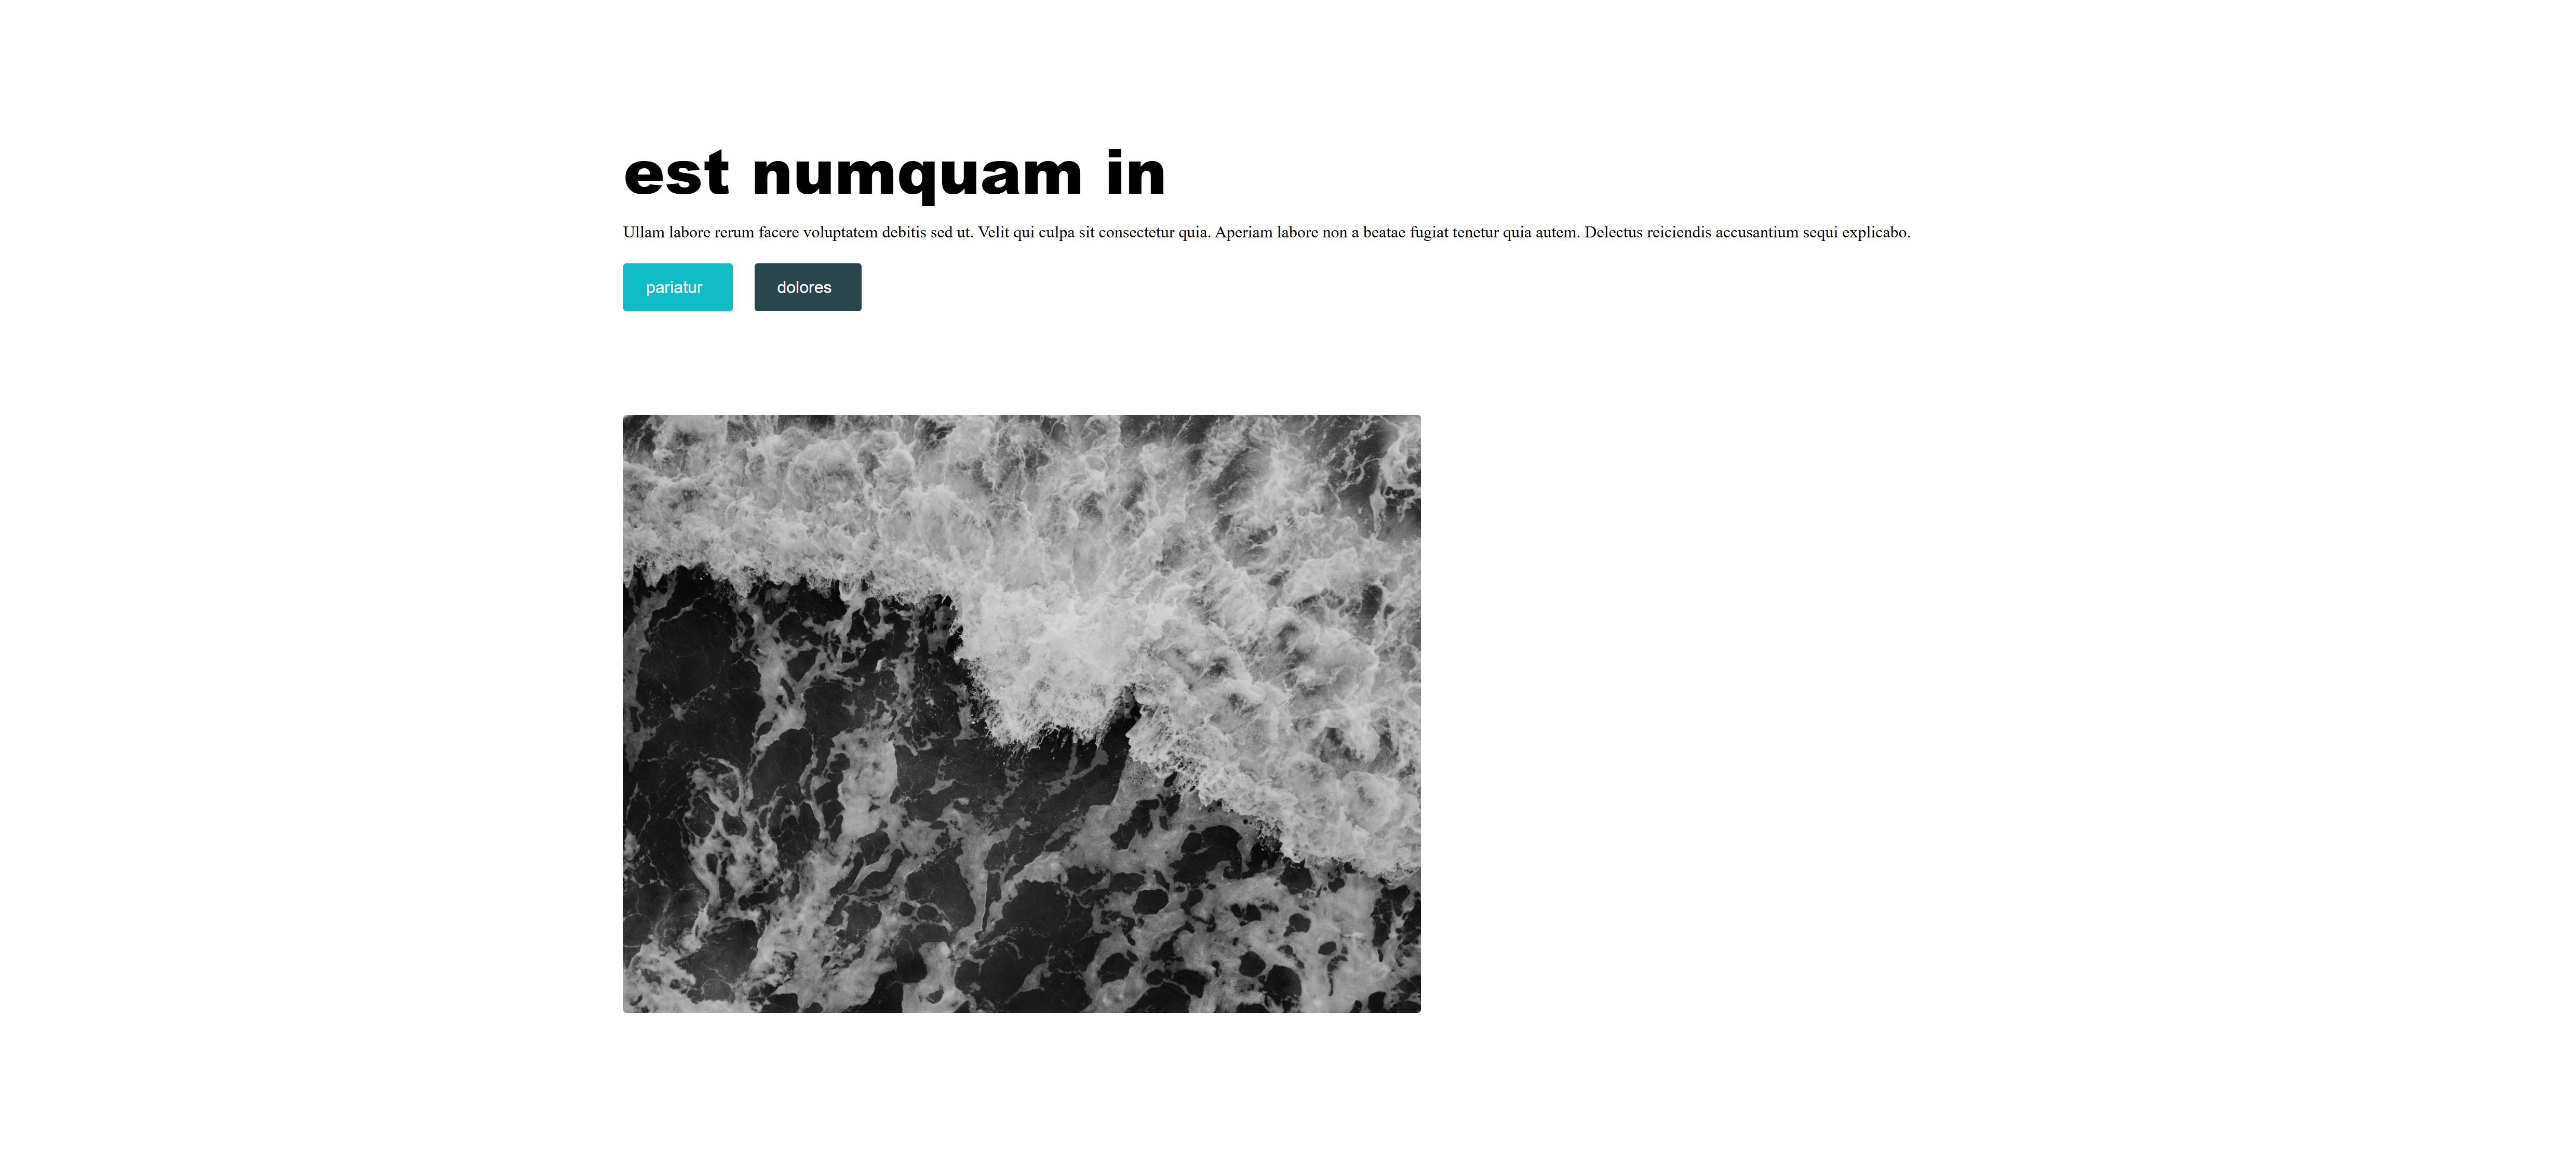 est numquam in
Ullam labore rerum facere voluptatem debitis sed ut. Velit qui culpa sit consectetur quia. Aperiam labore non a beatae fugiat tenetur quia autem. Delectus reiciendis accusantium sequi explicabo.
pariatur
dolores